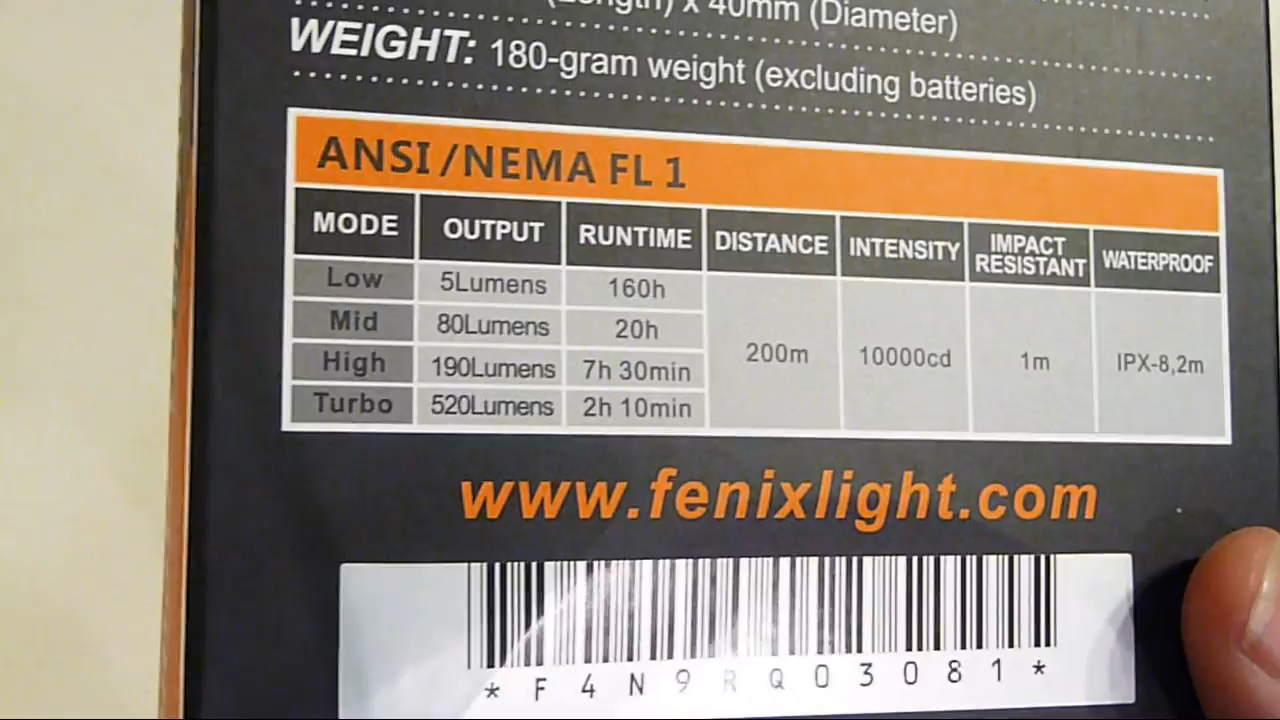 (Length) x 40mm (Diameter)
WEIGHT: 180-gram weight (excluding batteries)
ANSI/NEMA FL 1
MODE OUTPUT RUNTIME DISTANCE INTENSITY IMPACT RESISTANT WATERPROOF
Low 5Lumens 160h
Mid 80Lumens 20h
High 190Lumens 7h 30min
Turbo 520Lumens 2h 10min
200m 10000cd 1m IPX-8,2m
www.fenixlight.com
*F4N9RQ03081*